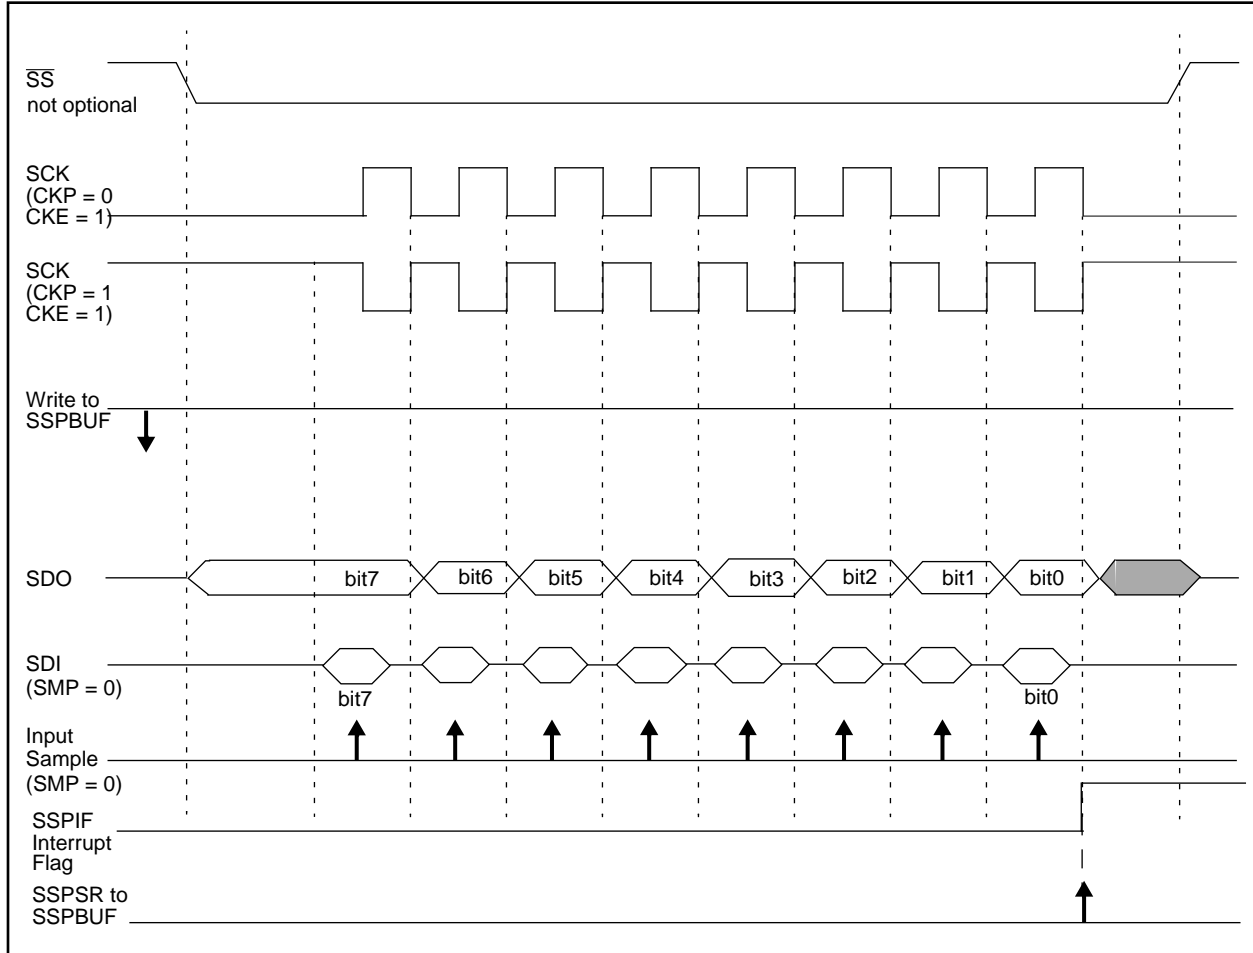 SS
not optional
SCK
(CKP = 0
CKE = 1)
SCK
(CKP = 1
CKE = 1)
Write to
SSPBUF
SDO
bit7
bit6
bit5
bit4
bit3
bit2
bit1
bit0
SDI
(SMP = 0)
bit7
bit0
Input
Sample
(SMP = 0)
SSPIF
Interrupt
Flag
SSPSR to
SSPBUF